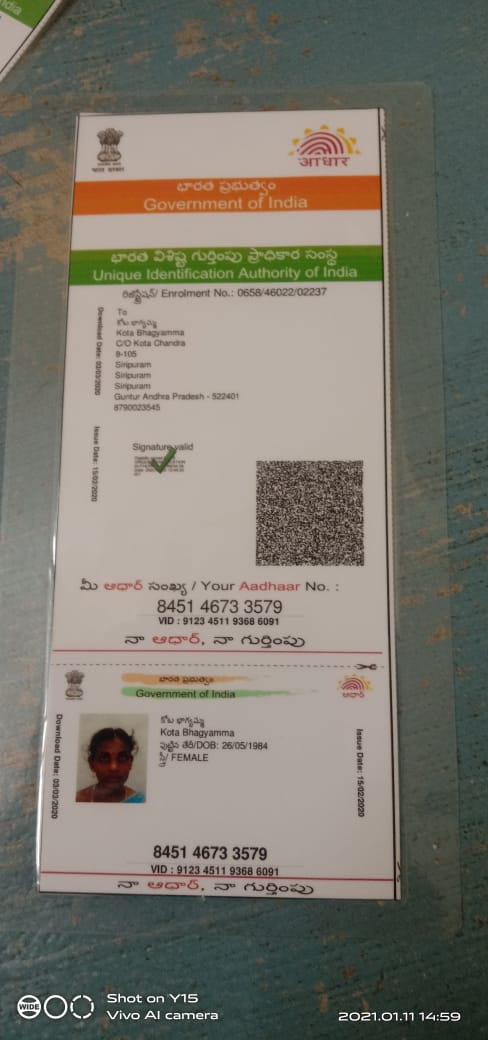 India
भारत सरकार
आधार
భారత ప్రభుత్వం
Government of India
భారత విశిష్ట గుర్తింపు ప్రాధికార సంస్థ
Unique Identification Authority of India
రిజిస్ట్రేషన్/ Enrolment No.: 0658/46022/02237
Download Date: 03/03/2020
Issue Date: 15/02/2020
To
కోట భాగ్యమ్మ
Kota Bhagyamma
C/O Kota Chandra
8-105
Siripuram
Siripuram
Siripuram
Guntur Andhra Pradesh - 522401
8790023545
Signature valid
మీ ఆధార్ సంఖ్య / Your Aadhaar No. :
8451 4673 3579
VID : 9123 4511 9368 6091
నా ఆధార్, నా గుర్తింపు
భారత ప్రభుత్వం
Government of India
ఆధార్
Download Date: 03/03/2020
కోట భాగ్యమ్మ
Kota Bhagyamma
పుట్టిన తేదీ/DOB: 26/05/1984
స్త్రీ/ FEMALE
Issue Date: 15/02/2020
8451 4673 3579
VID : 9123 4511 9368 6091
నా ఆధార్, నా గుర్తింపు
WIDE
Shot on Y15
Vivo AI camera
2021.01.11 14:59